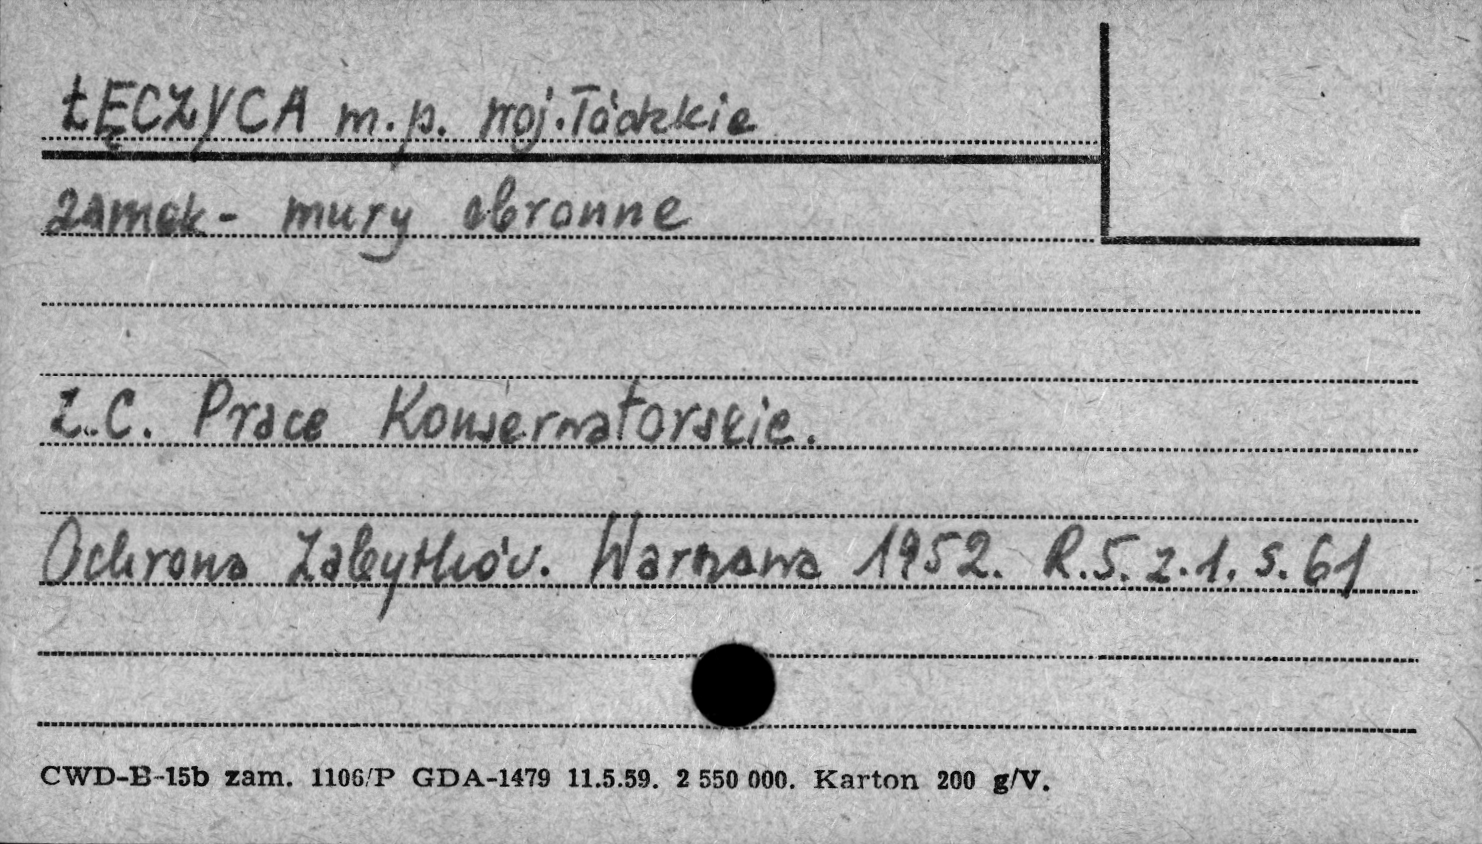 ŁĘCZYCA m.p. woj. Łódzkie
zamek - mury obronne
Z.C. Prace Konserwatorskie.
Ochrona Zabytków. Warszawa 1952. R.5. z.1. s. 61
CWD-B-15b zam. 1106/P GDA-1479 11.5.59. 2 550 000. Karton 200 g/V.